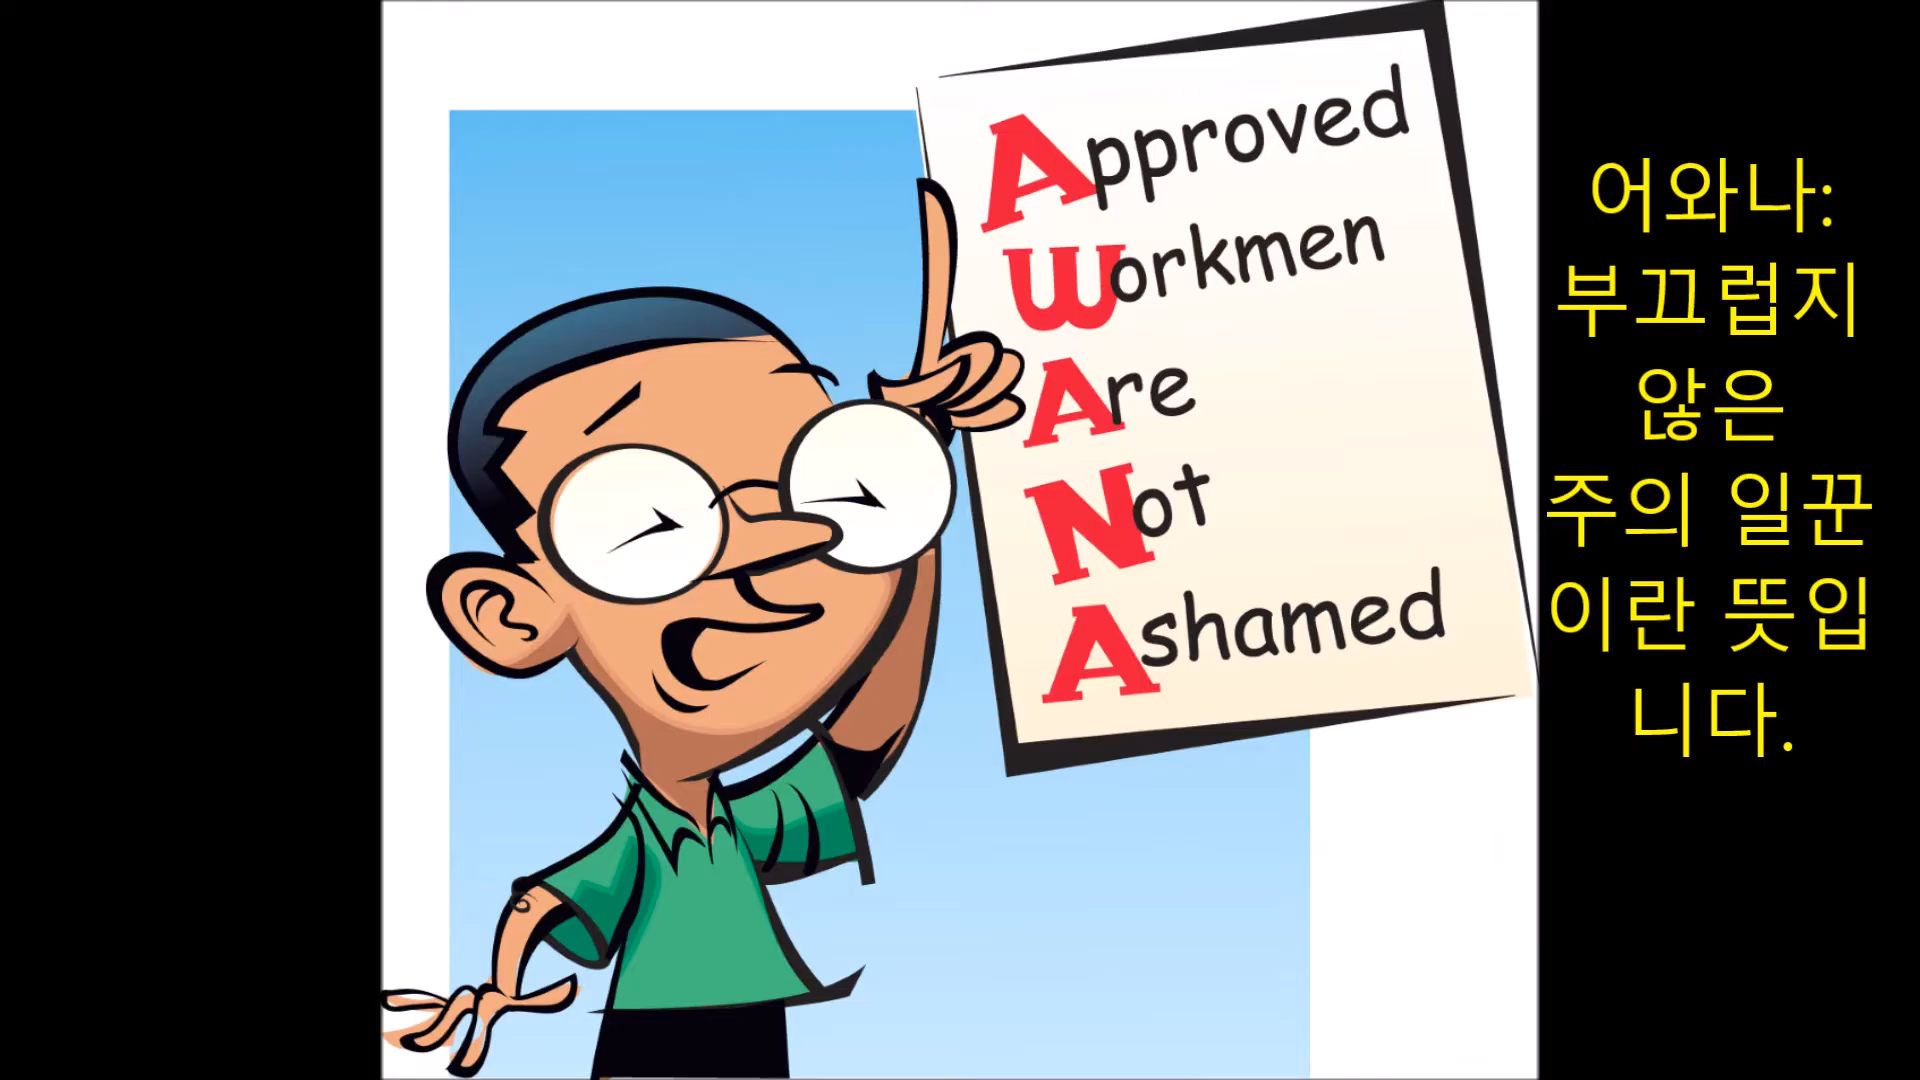 Approved
Workmen
Are
Not
Ashamed
어와나:
부끄럽지
않은
주의 일꾼
이란 뜻입
니다.